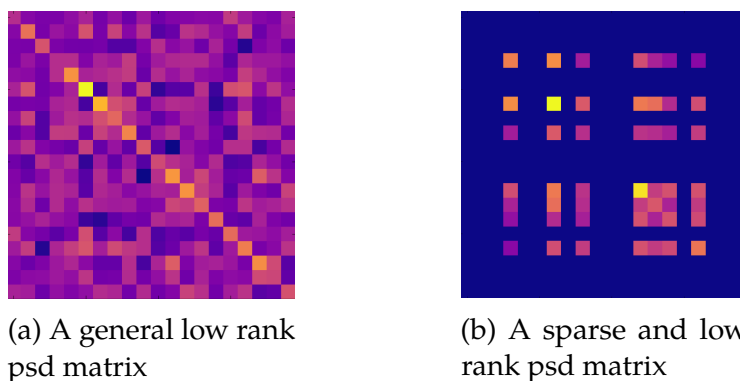 (a) A general low rank
psd matrix
(b) A sparse and low
rank psd matrix